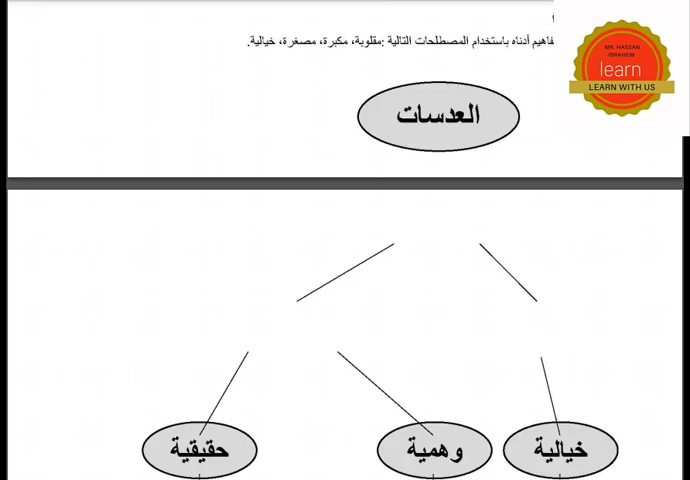 أدناه باستخدام المصطلحات التالية :مقلوبة، مكبرة، مصغرة، خيالية.
MR. HASSAN
IBRAHEM
learn
LEARN WITH US
العدسات
خيالية
وهمية
حقيقية